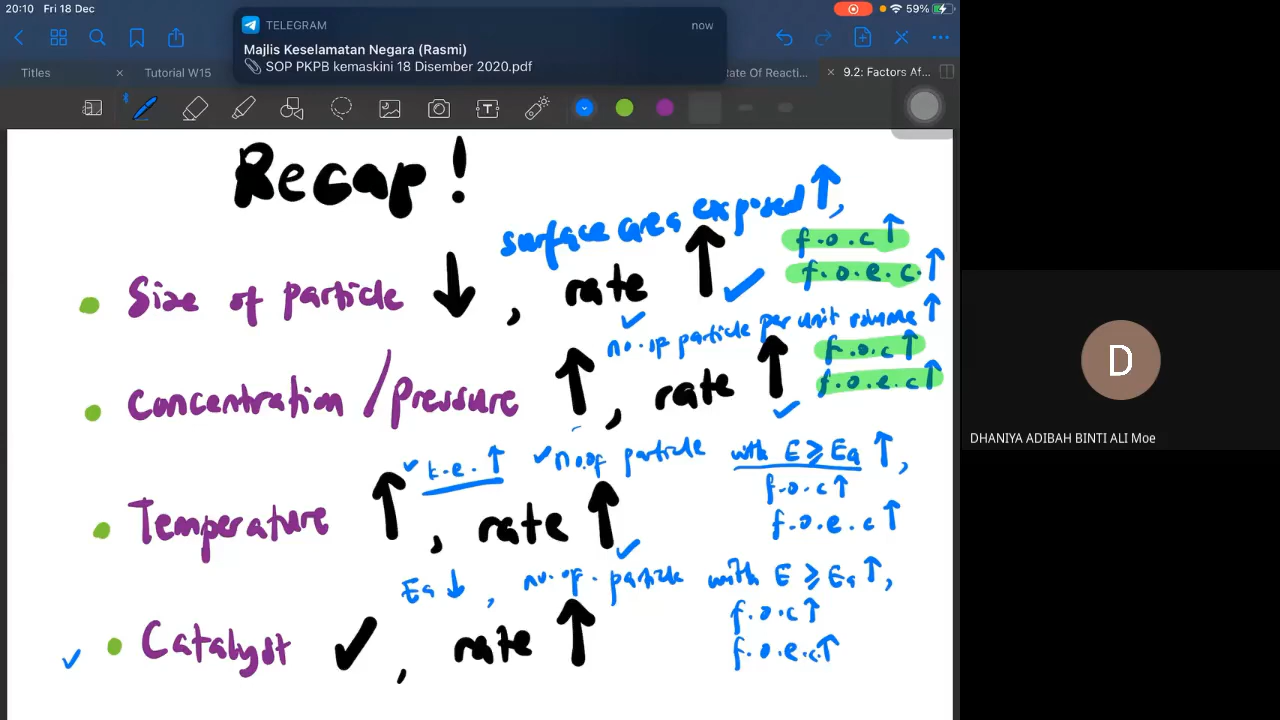 20:10 Fri 18 Dec
59%
TELEGRAM
now
Majlis Keselamatan Negara (Rasmi)
SOP PKPB kemaskini 18 Disember 2020.pdf
Titles
Tutorial W15
ate Of Reacti...
9.2: Factors Af...
Recap!
surface area exposed ↑,
f.o.c ↑
f.o.e.c. ↑
Size of particle ↓, rate ↑ ✓
no. of particle per unit volume ↑
f.o.c ↑
f.o.e.c ↑
Concentration / Pressure ↑, rate ↑
k.e. ↑ no. of particle with E ≥ Ea ↑,
f.o.c ↑
f.o.e.c ↑
Temperature ↑, rate ↑
Ea ↓, no. of. particle with E ≥ Ea ↑,
f.o.c ↑
f.o.e.c. ↑
Catalyst ✓, rate ↑
D
DHANIYA ADIBAH BINTI ALI Moe